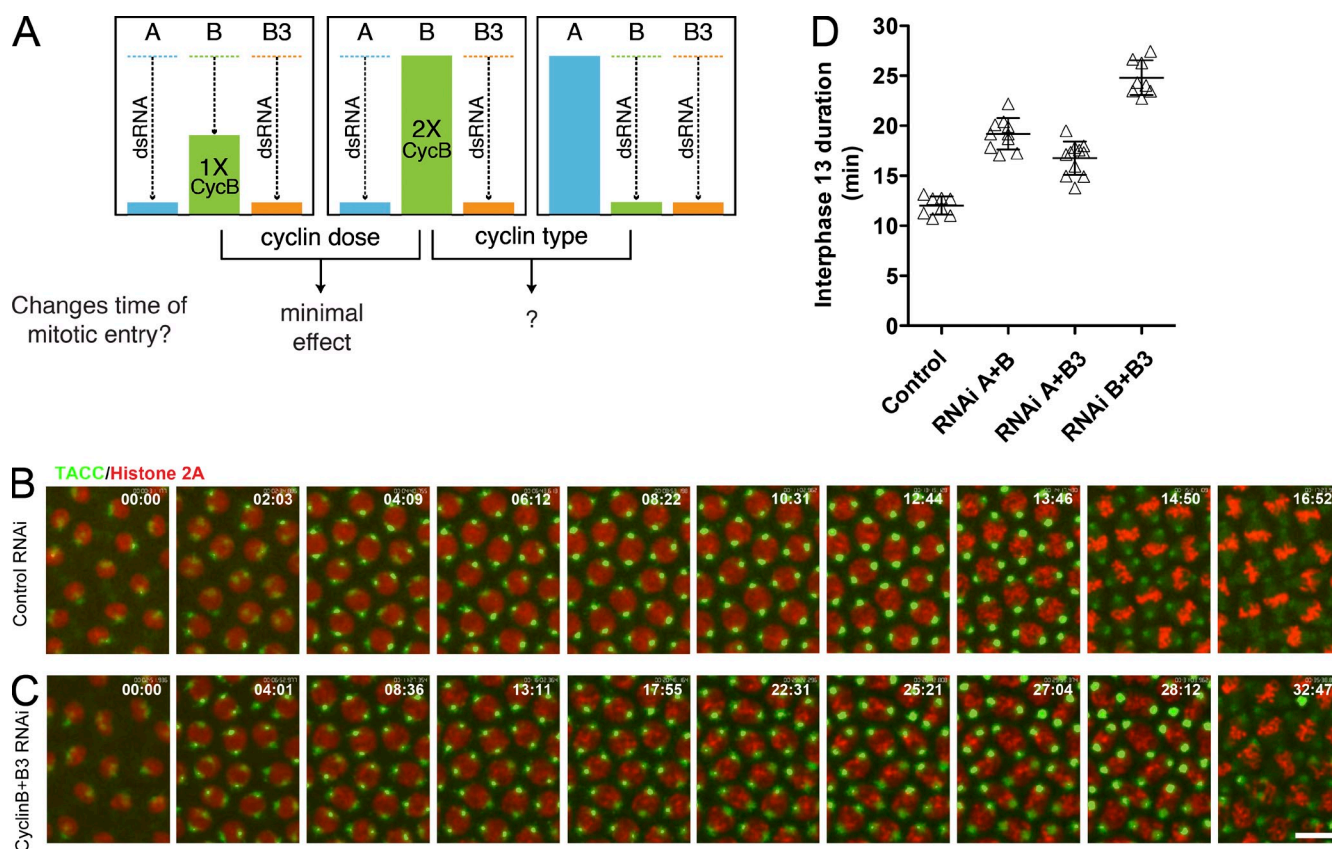 A
A B B3
dsRNA
1X
CycB
dsRNA
A B B3
dsRNA
2X
CycB
dsRNA
A B B3
dsRNA
dsRNA
cyclin dose
cyclin type
Changes time of
mitotic entry?
minimal
effect
?
D
Interphase 13 duration
(min)
30
25
20
15
10
5
0
Control
RNAi A+B
RNAi A+B3
RNAi B+B3
TACC/Histone 2A
B
Control RNAi
00:00 02:03 04:09 06:12 08:22 10:31 12:44 13:46 14:50 16:52
C
CyclinB+B3 RNAi
00:00 04:01 08:36 13:11 17:55 22:31 25:21 27:04 28:12 32:47